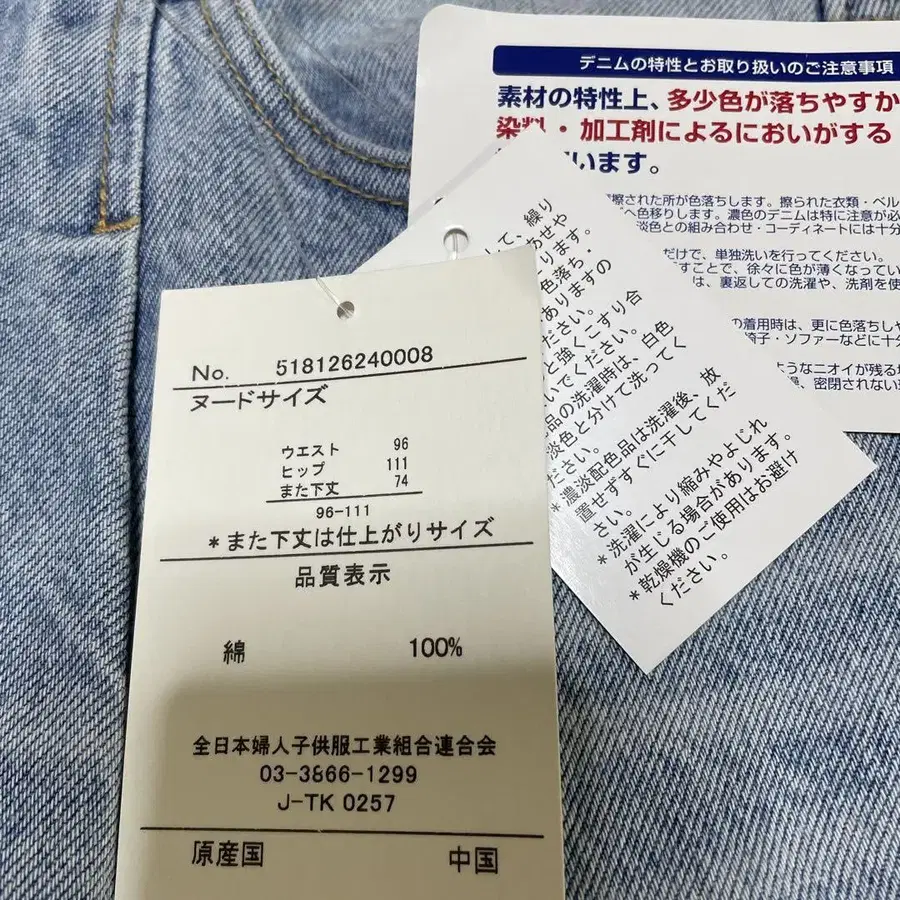 No. 518126240008
ヌードサイズ
ウエスト 96
ヒップ 111
また下丈 74
96-111
*また下丈は仕上がりサイズ
品質表示
綿 100%
全日本婦人子供服工業組合連合会
03-3866-1299
J-TK 0257
原産国 中国
デニムの特性とお取り扱いのご注意事項
素材の特性上、多少色が落ちやすか
染料・加工剤によるにおいがする
います。
擦された所が色落ちします。擦られた衣類・ベル
へ色移りします。濃色のデニムは特に注意が必
淡色との組み合わせ・コーディネートには十分
だけで、単独洗いを行ってください。
すことで、徐々に色が薄くなってい
は、裏返しての洗濯や、洗剤を使
の着用時は、更に色落ちしや
椅子・ソファーなどに十分
ようなニオイが残る場
密閉されない
て、繰り
あわせや
ります。
色落ち・
ありますの
ださい。
と強くこすり合
いでください。
品の洗濯時は、白色
淡色と分けて洗ってく
ださい。
*濃淡配色品は洗濯後、放
置せずすぐに干してくだ
さい。
*洗濯により縮みやよじれ
が生じる場合があります。
*乾燥機のご使用はお避け
ください。